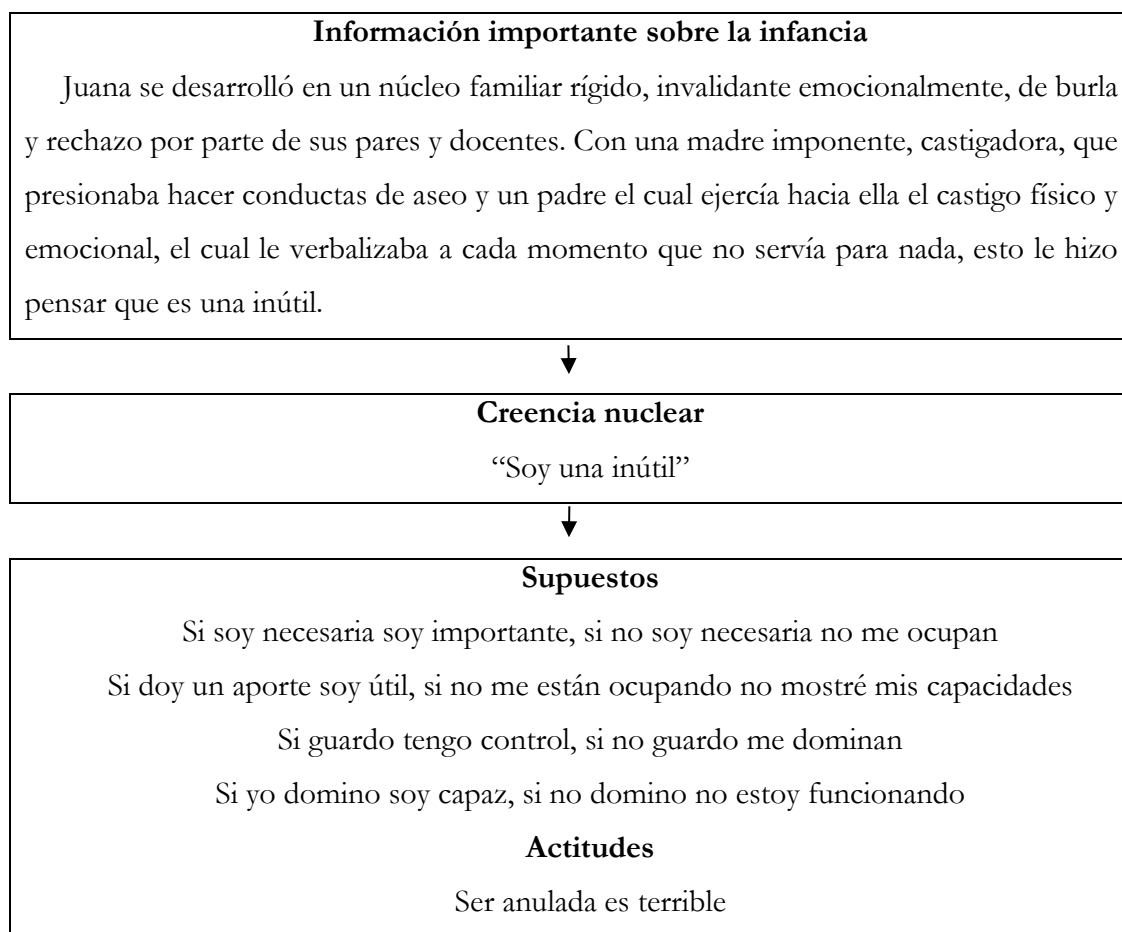 Información importante sobre la infancia
Juana se desarrolló en un núcleo familiar rígido, invalidante emocionalmente, de burla
y rechazo por parte de sus pares y docentes. Con una madre imponente, castigadora, que
presionaba hacer conductas de aseo y un padre el cual ejercía hacia ella el castigo físico y
emocional, el cual le verbalizaba a cada momento que no servía para nada, esto le hizo
pensar que es una inútil.
Creencia nuclear
“Soy una inútil”
Supuestos
Si soy necesaria soy importante, si no soy necesaria no me ocupan
Si doy un aporte soy útil, si no me están ocupando no mostré mis capacidades
Si guardo tengo control, si no guardo me dominan
Si yo domino soy capaz, si no domino no estoy funcionando
Actitudes
Ser anulada es terrible